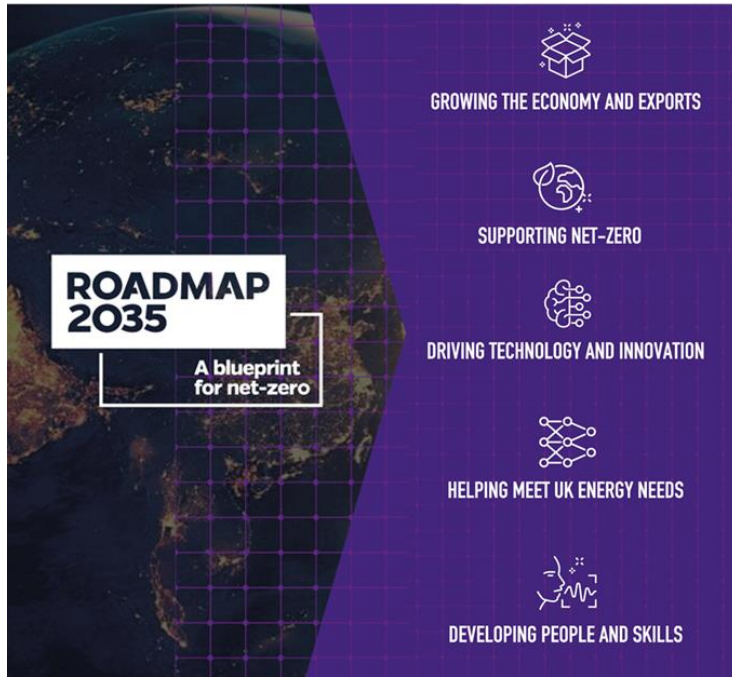 ROADMAP
2035
A blueprint
for net-zero
GROWING THE ECONOMY AND EXPORTS
SUPPORTING NET-ZERO
DRIVING TECHNOLOGY AND INNOVATION
HELPING MEET UK ENERGY NEEDS
DEVELOPING PEOPLE AND SKILLS